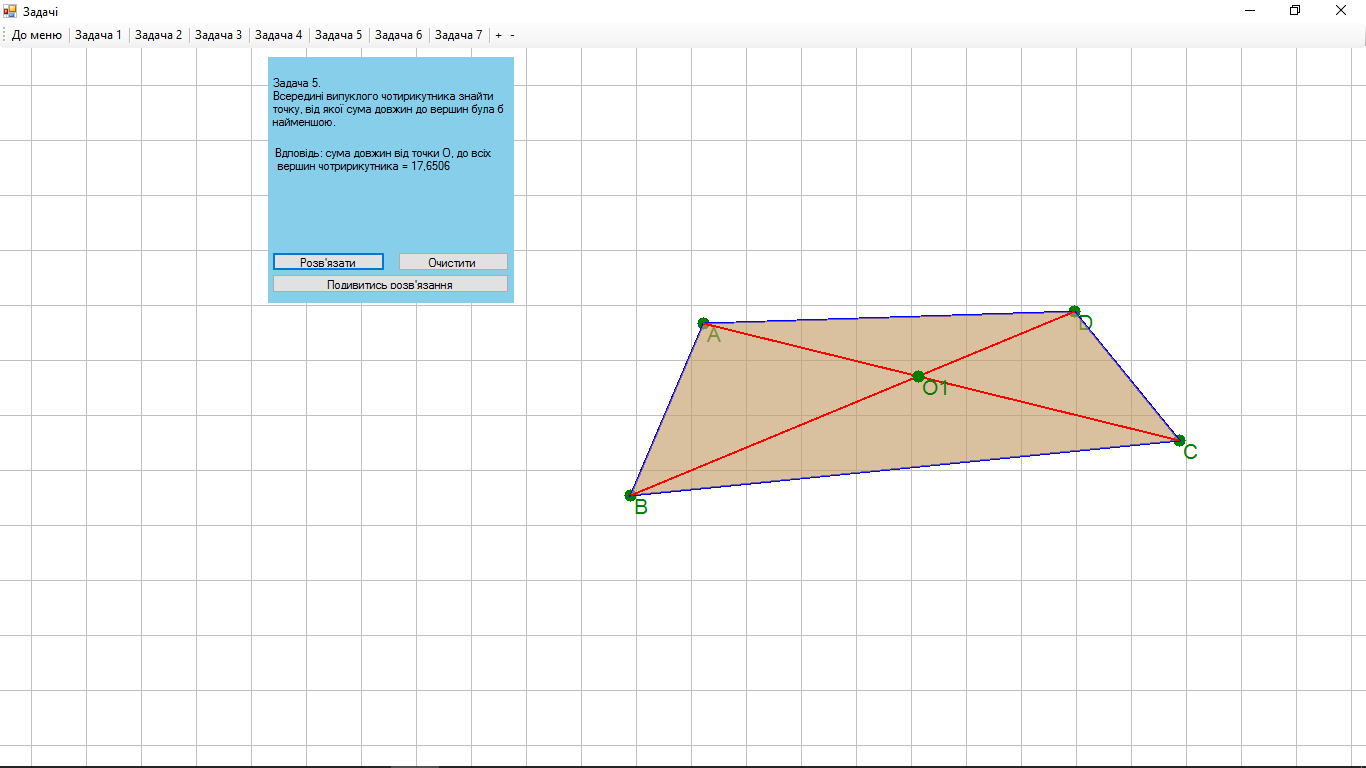 Задачі
До меню Задача 1 Задача 2 Задача 3 Задача 4 Задача 5 Задача 6 Задача 7 + -
Задача 5.
Всередині випуклого чотирикутника знайти
точку, від якої сума довжин до вершин була б
найменшою.
Вдповідь: сума довжин від точки О, до всіх
вершин чотририкутника = 17,6506
Розв'язати Очистити
Подивитись розв'язання
A
D
O1
C
B